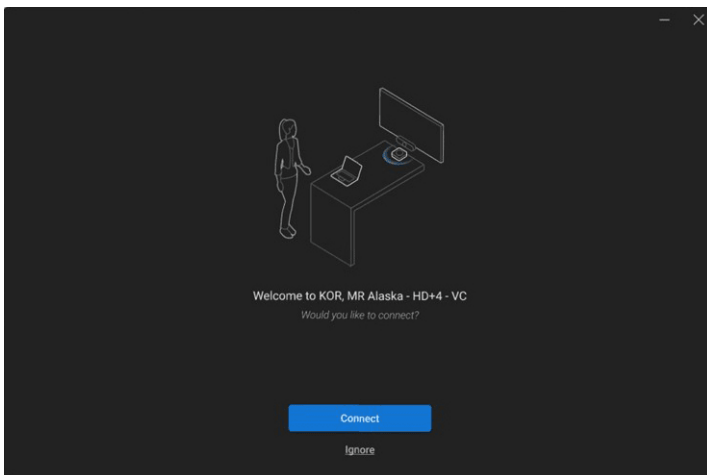 Welcome to KOR, MR Alaska - HD+4 - VC
Would you like to connect?
Connect
Ignore